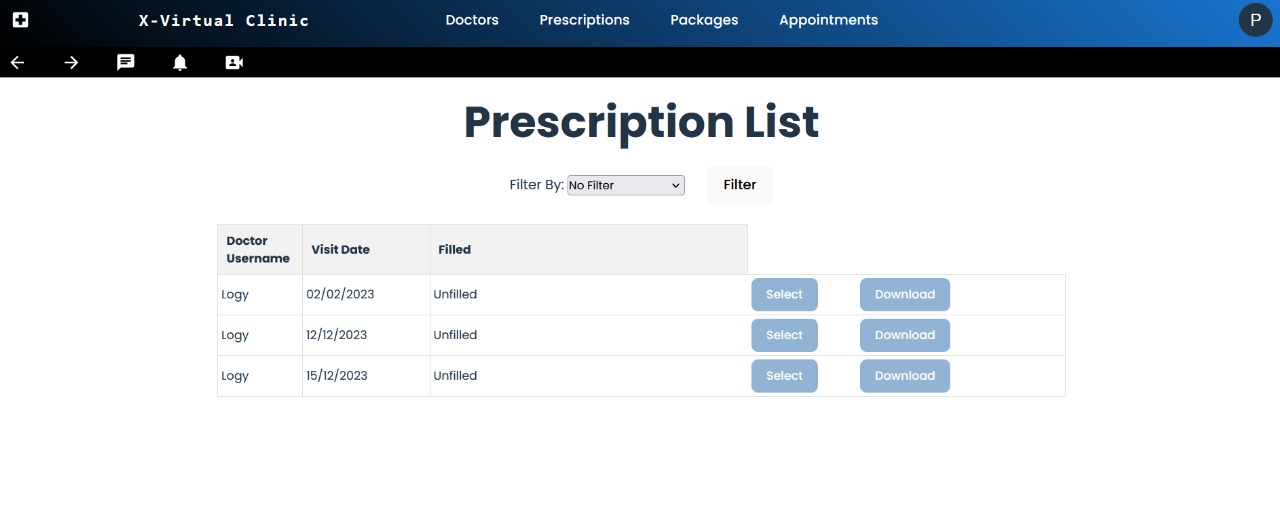 X-Virtual Clinic Doctors Prescriptions Packages Appointments P
Prescription List
Filter By: No Filter Filter
Doctor Username Visit Date Filled
Logy 02/02/2023 Unfilled Select Download
Logy 12/12/2023 Unfilled Select Download
Logy 15/12/2023 Unfilled Select Download